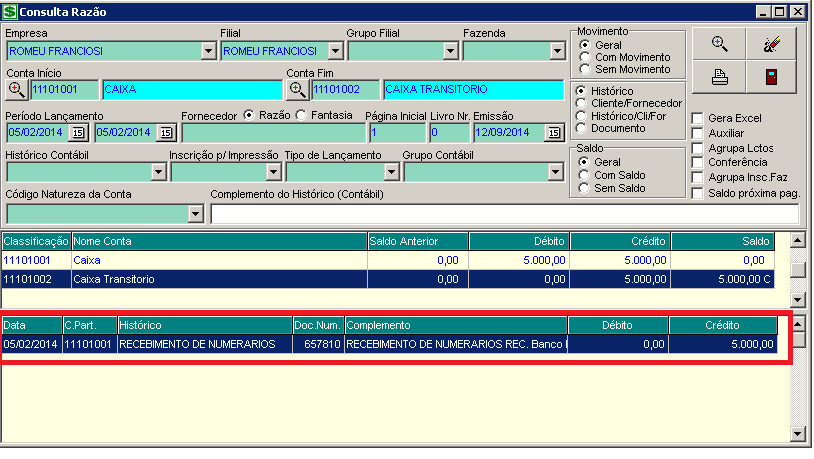 Consulta Razão
Empresa Filial Grupo Filial Fazenda
ROMEU FRANCIOSI ROMEU FRANCIOSI
Conta Início Conta Fim
11101001 CAIXA 11101002 CAIXA TRANSITORIO
Período Lançamento Fornecedor Razão Fantasia Página Inicial Livro Nr. Emissão
05/02/2014 15 05/02/2014 15 1 0 12/09/2014 15
Histórico Contábil Inscrição p/ Impressão Tipo de Lançamento Grupo Contábil
Código Natureza da Conta Complemento do Histórico (Contábil)
Movimento
Geral
Com Movimento
Sem Movimento
Histórico
Cliente/Fornecedor
Histórico/Cli/For
Documento
Saldo
Geral
Com Saldo
Sem Saldo
Gera Excel
Auxiliar
Agrupa Lctos
Conferência
Agrupa Insc.Faz
Saldo próxima pag.
Classificação Nome Conta Saldo Anterior Débito Crédito Saldo
11101001 Caixa 0,00 5.000,00 5.000,00 0,00
11101002 Caixa Transitorio 0,00 0,00 5.000,00 5.000,00 C
Data C.Part. Histórico Doc.Num. Complemento Débito Crédito
05/02/2014 11101001 RECEBIMENTO DE NUMERARIOS 657810 RECEBIMENTO DE NUMERARIOS REC. Banco 0,00 5.000,00